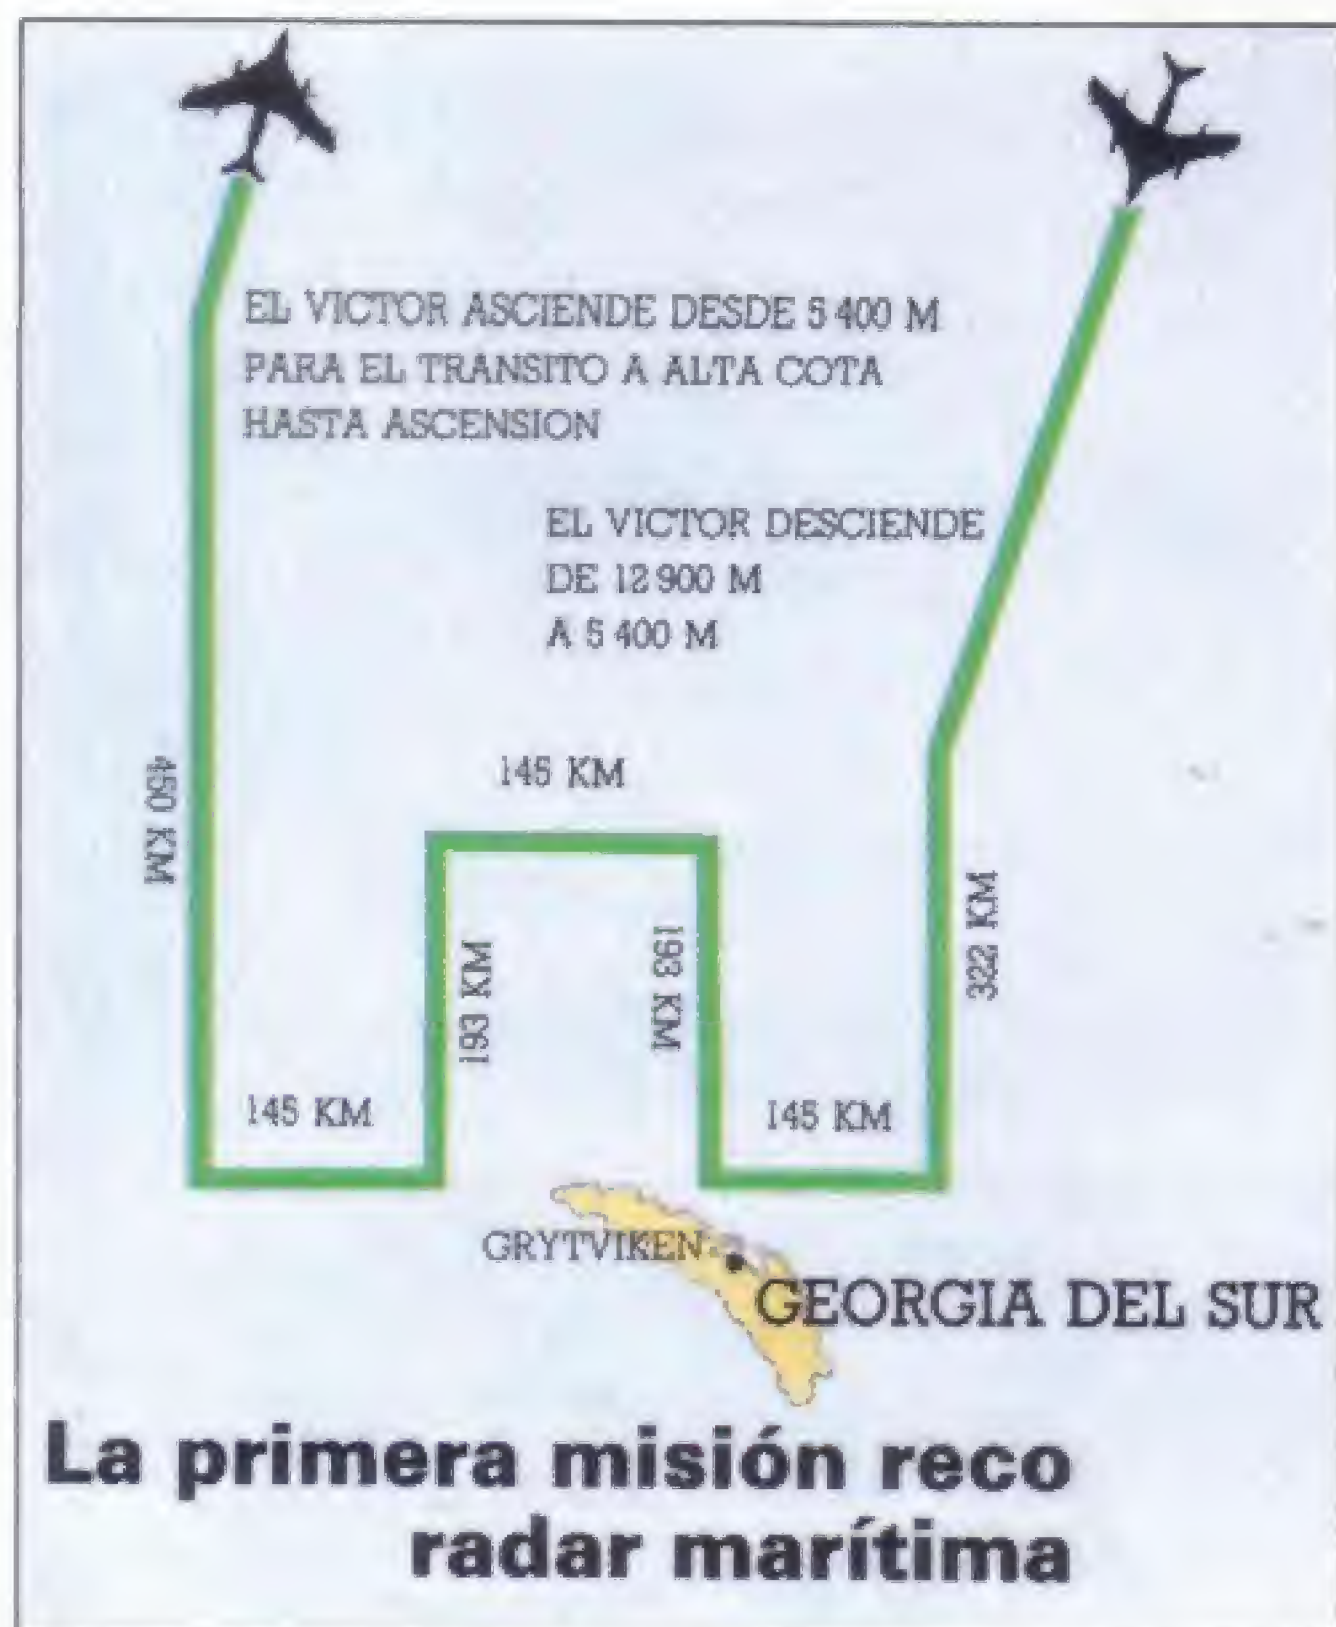 EL VICTOR ASCIENDE DESDE 5 400 M
PARA EL TRANSITO A ALTA COTA
HASTA ASCENSION
EL VICTOR DESCIENDE
DE 12 900 M
A 5 400 M
145 KM
450 KM
193 KM
193 KM
322 KM
145 KM
145 KM
GRYTVIKEN
GEORGIA DEL SUR
La primera misión reco
radar marítima